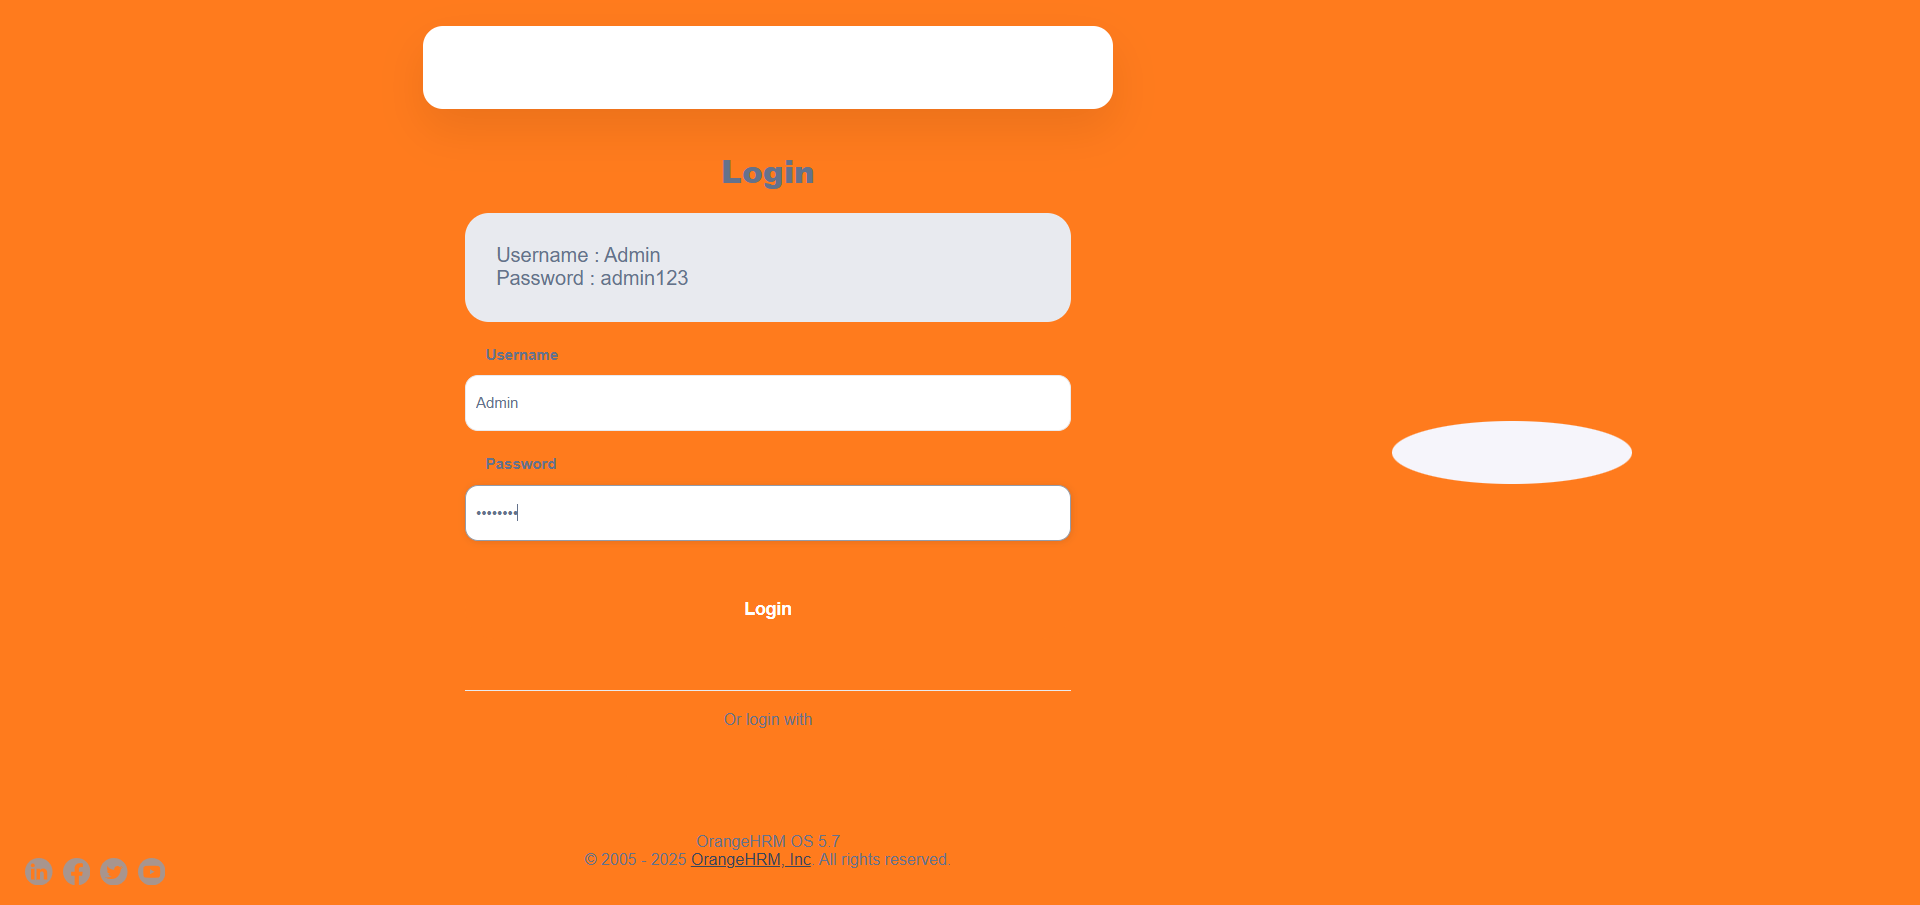 Login
Username : Admin
Password : admin123
Username
Admin
Password
••••••••
Login
Or login with
OrangeHRM OS 5.7
© 2005 - 2025 OrangeHRM, Inc. All rights reserved.